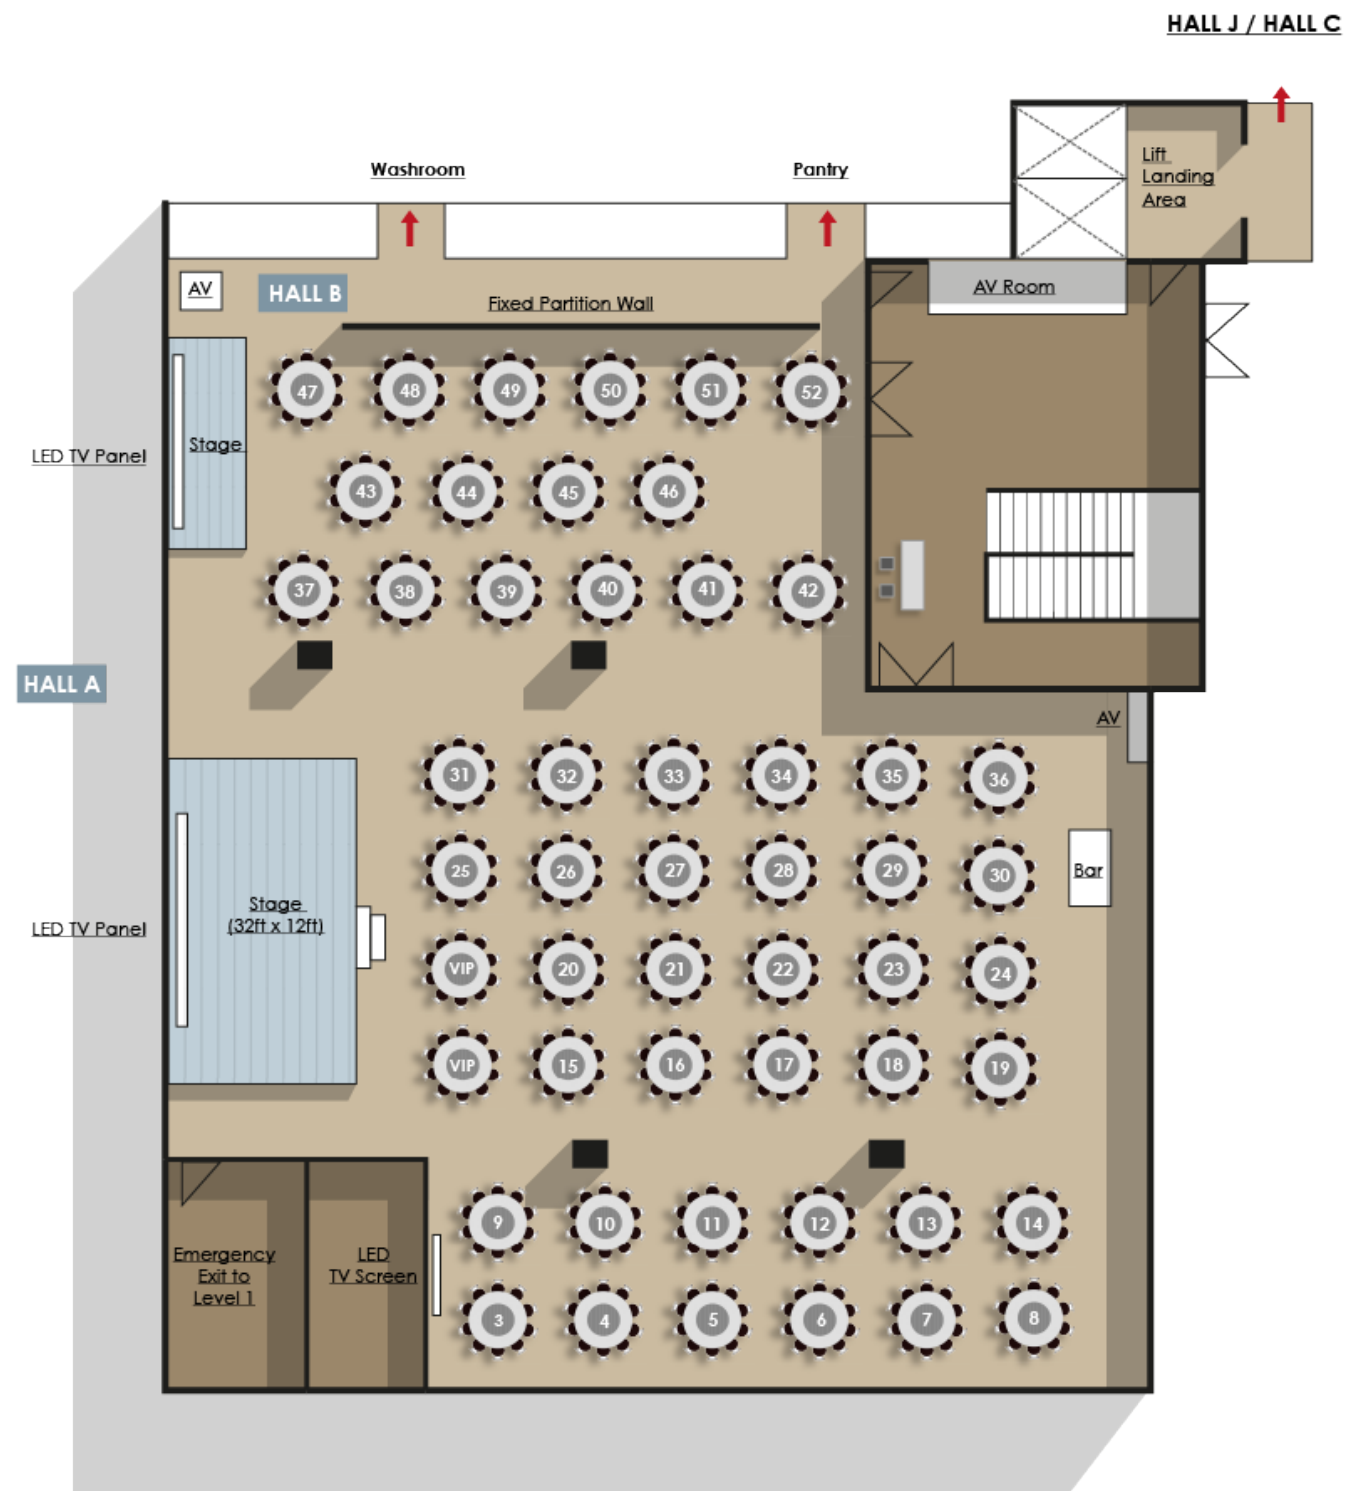 HALL J / HALL C
Lift
Landing
Area
Washroom
Pantry
AV
HALL B
Fixed Partition Wall
AV Room
47 48 49 50 51 52
Stage
LED TV Panel
43 44 45 46
37 38 39 40 41 42
HALL A
AV
31 32 33 34 35 36
25 26 27 28 29 30
Bar
Stage
(32ft x 12ft)
LED TV Panel
VIP 20 21 22 23 24
VIP 15 16 17 18 19
9 10 11 12 13 14
Emergency
Exit to
Level 1
LED
TV Screen
3 4 5 6 7 8